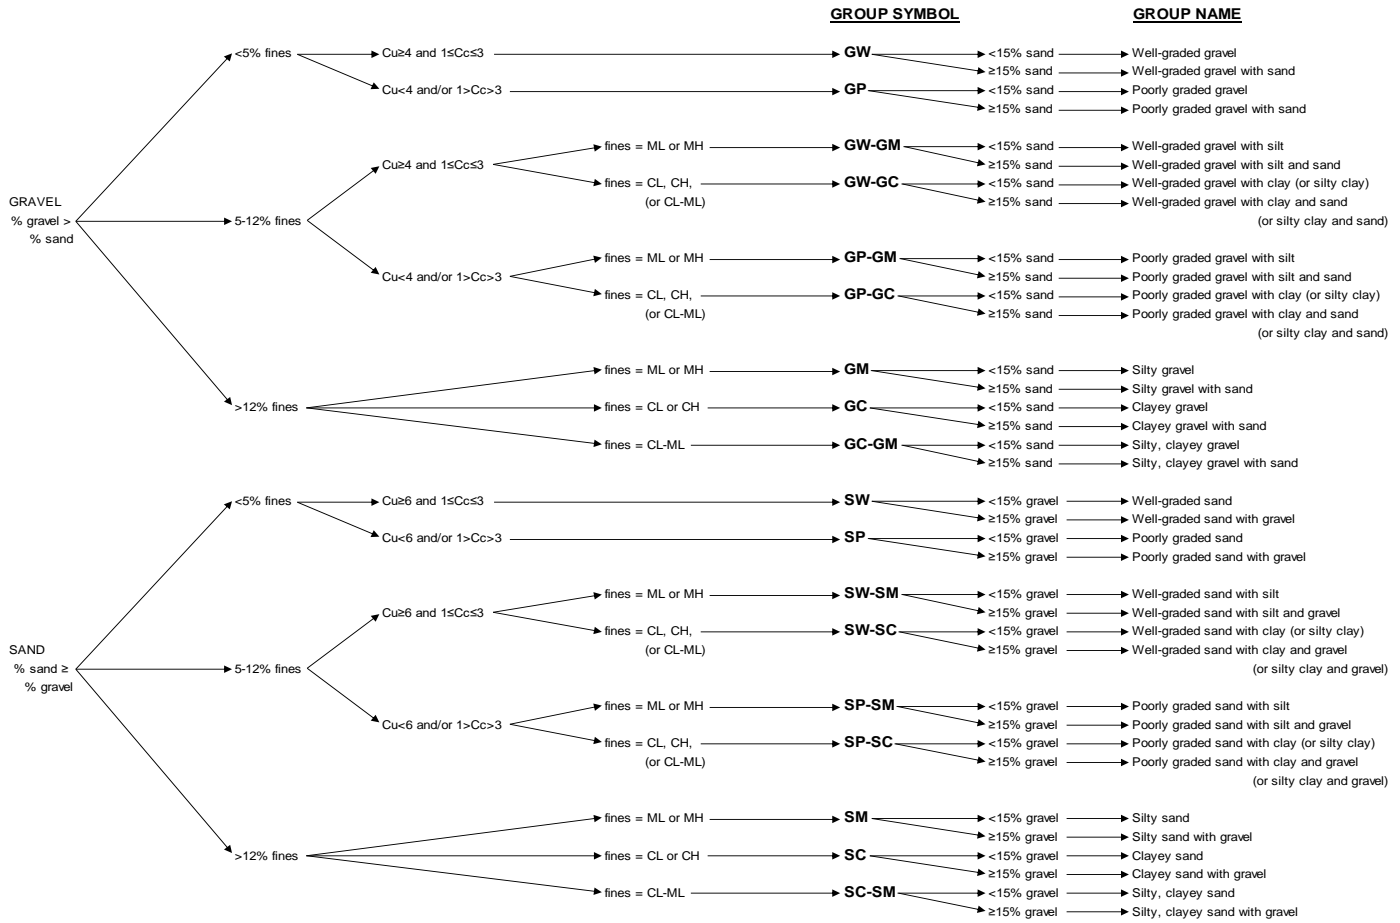 GROUP SYMBOL GROUP NAME
<5% fines Cu≥4 and 1≤Cc≤3 GW <15% sand Well-graded gravel
≥15% sand Well-graded gravel with sand
Cu<4 and/or 1>Cc>3 GP <15% sand Poorly graded gravel
≥15% sand Poorly graded gravel with sand
fines = ML or MH GW-GM <15% sand Well-graded gravel with silt
Cu≥4 and 1≤Cc≤3 ≥15% sand Well-graded gravel with silt and sand
fines = CL, CH, GW-GC <15% sand Well-graded gravel with clay (or silty clay)
GRAVEL (or CL-ML) ≥15% sand Well-graded gravel with clay and sand
% gravel > 5-12% fines (or silty clay and sand)
% sand
fines = ML or MH GP-GM <15% sand Poorly graded gravel with silt
Cu<4 and/or 1>Cc>3 ≥15% sand Poorly graded gravel with silt and sand
fines = CL, CH, GP-GC <15% sand Poorly graded gravel with clay (or silty clay)
(or CL-ML) ≥15% sand Poorly graded gravel with clay and sand
(or silty clay and sand)
fines = ML or MH GM <15% sand Silty gravel
≥15% sand Silty gravel with sand
>12% fines fines = CL or CH GC <15% sand Clayey gravel
≥15% sand Clayey gravel with sand
fines = CL-ML GC-GM <15% sand Silty, clayey gravel
≥15% sand Silty, clayey gravel with sand
<5% fines Cu≥6 and 1≤Cc≤3 SW <15% gravel Well-graded sand
≥15% gravel Well-graded sand with gravel
Cu<6 and/or 1>Cc>3 SP <15% gravel Poorly graded sand
≥15% gravel Poorly graded sand with gravel
fines = ML or MH SW-SM <15% gravel Well-graded sand with silt
Cu≥6 and 1≤Cc≤3 ≥15% gravel Well-graded sand with silt and gravel
fines = CL, CH, SW-SC <15% gravel Well-graded sand with clay (or silty clay)
SAND (or CL-ML) ≥15% gravel Well-graded sand with clay and gravel
% sand ≥ 5-12% fines (or silty clay and gravel)
% gravel
fines = ML or MH SP-SM <15% gravel Poorly graded sand with silt
Cu<6 and/or 1>Cc>3 ≥15% gravel Poorly graded sand with silt and gravel
fines = CL, CH, SP-SC <15% gravel Poorly graded sand with clay (or silty clay)
(or CL-ML) ≥15% gravel Poorly graded sand with clay and gravel
(or silty clay and gravel)
fines = ML or MH SM <15% gravel Silty sand
≥15% gravel Silty sand with gravel
>12% fines fines = CL or CH SC <15% gravel Clayey sand
≥15% gravel Clayey sand with gravel
fines = CL-ML SC-SM <15% gravel Silty, clayey sand
≥15% gravel Silty, clayey sand with gravel